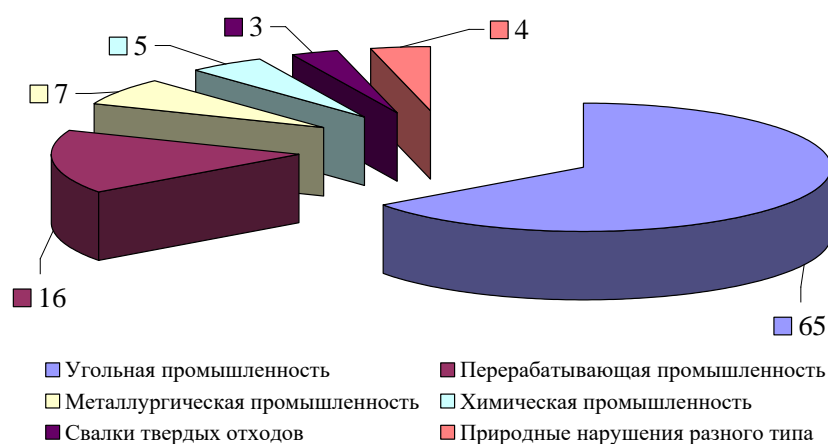 3
4
5
7
16
65
Угольная промышленность
Перерабатывающая промышленность
Металлургическая промышленность
Химическая промышленность
Свалки твердых отходов
Природные нарушения разного типа